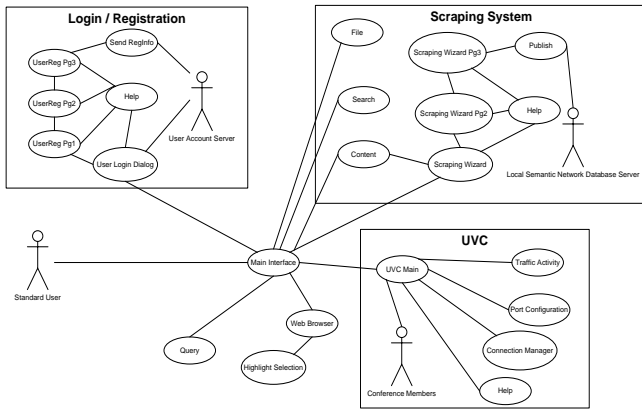 Login / Registration
Send RegInfo
UserReg Pg3
UserReg Pg2
Help
UserReg Pg1
User Login Dialog
User Account Server
File
Search
Content
Scraping System
Scraping Wizard Pg3
Publish
Scraping Wizard Pg2
Help
Scraping Wizard
Local Semantic Network Database Server
Standard User
Main Interface
Query
Web Browser
Highlight Selection
UVC
UVC Main
Traffic Activity
Port Configuration
Connection Manager
Conference Members
Help